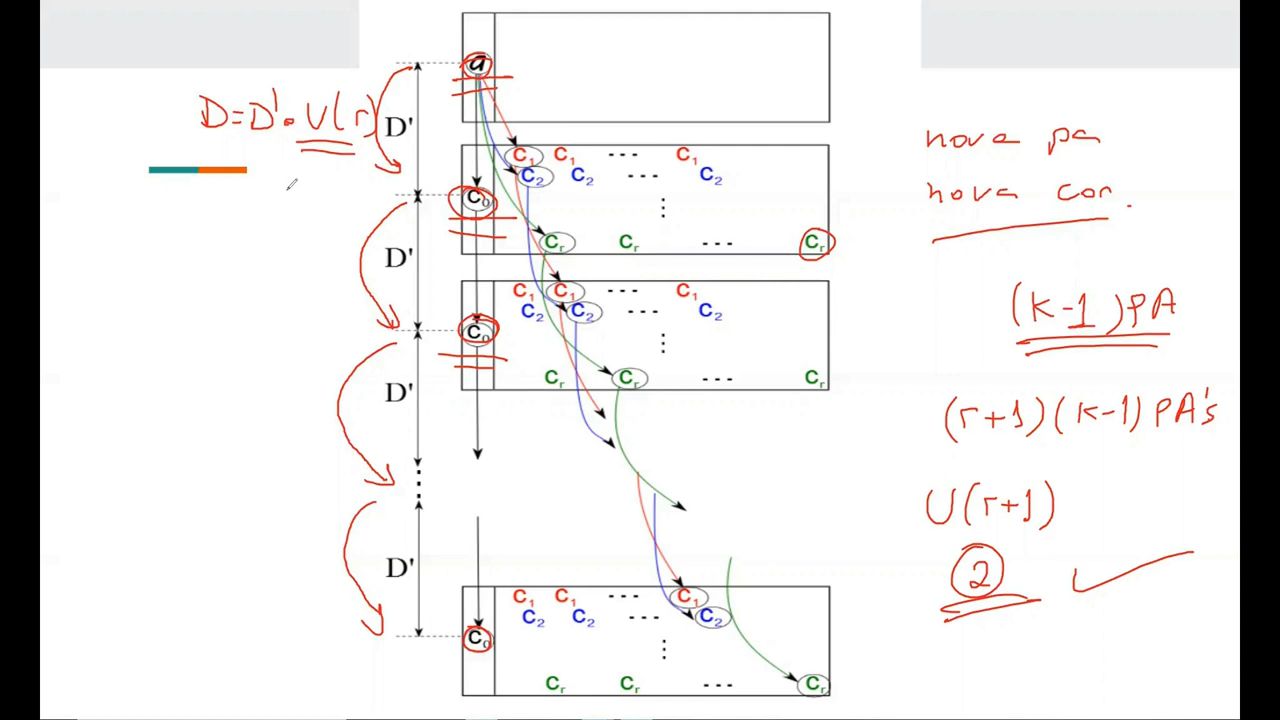 a
D=D'•U(r)
D'
nova pa
C₁ C₁ --- C₁
C₂ C₂ --- C₂
nova cor.
C₀
⋮
Cᵣ Cᵣ --- Cᵣ
D'
C₁ C₁ --- C₁
C₂ C₂ --- C₂
(k-1)PA
C₀
⋮
Cᵣ Cᵣ --- Cᵣ
D'
(r+1)(k-1)PA's
⋮
U(r+1)
D'
2
C₁ C₁ --- C₁
C₂ C₂ --- C₂
C₀
⋮
Cᵣ Cᵣ --- Cᵣ